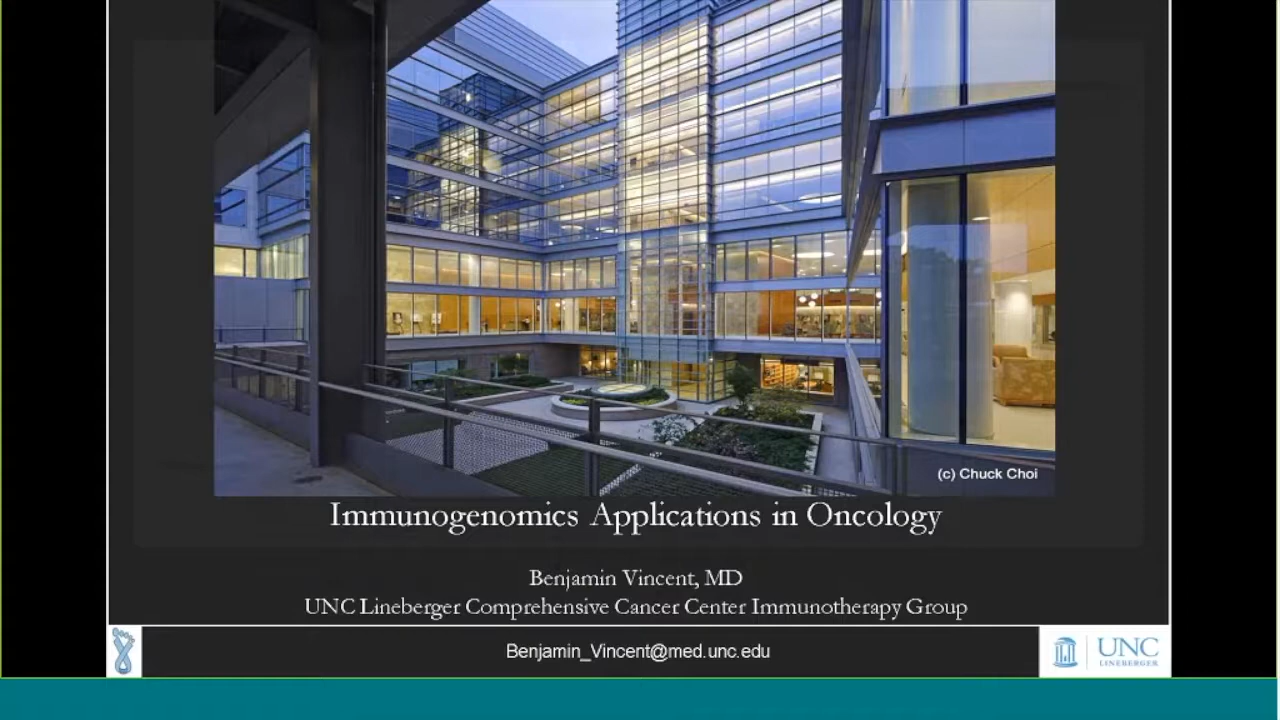 (c) Chuck Choi
Immunogenomics Applications in Oncology
Benjamin Vincent, MD
UNC Lineberger Comprehensive Cancer Center Immunotherapy Group
Benjamin_Vincent@med.unc.edu
UNC
LINEBERGER